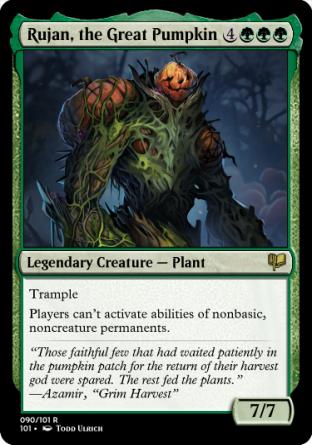 Rujan, the Great Pumpkin 4
Legendary Creature — Plant
Trample
Players can't activate abilities of nonbasic,
noncreature permanents.
"Those faithful few that had waited patiently in
the pumpkin patch for the return of their harvest
god were spared. The rest fed the plants."
—Azamir, "Grim Harvest"
7/7
090/101 R
101 • Todd Ulrich